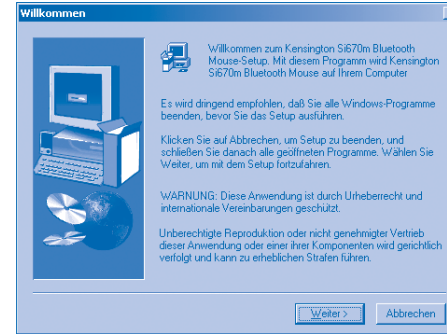 Willkommen
Willkommen zum Kensington Si670m Bluetooth
Mouse-Setup. Mit diesem Programm wird Kensington
Si670m Bluetooth Mouse auf Ihrem Computer
Es wird dringend empfohlen, daß Sie alle Windows-Programme
beenden, bevor Sie das Setup ausführen.
Klicken Sie auf Abbrechen, um Setup zu beenden, und
schließen Sie danach alle geöffneten Programme. Wählen Sie
Weiter, um mit dem Setup fortzufahren.
WARNUNG: Diese Anwendung ist durch Urheberrecht und
internationale Vereinbarungen geschützt.
Unberechtigte Reproduktion oder nicht genehmigter Vertrieb
dieser Anwendung oder einer ihrer Komponenten wird gerichtlich
verfolgt und kann zu erheblichen Strafen führen.
Weiter > Abbrechen